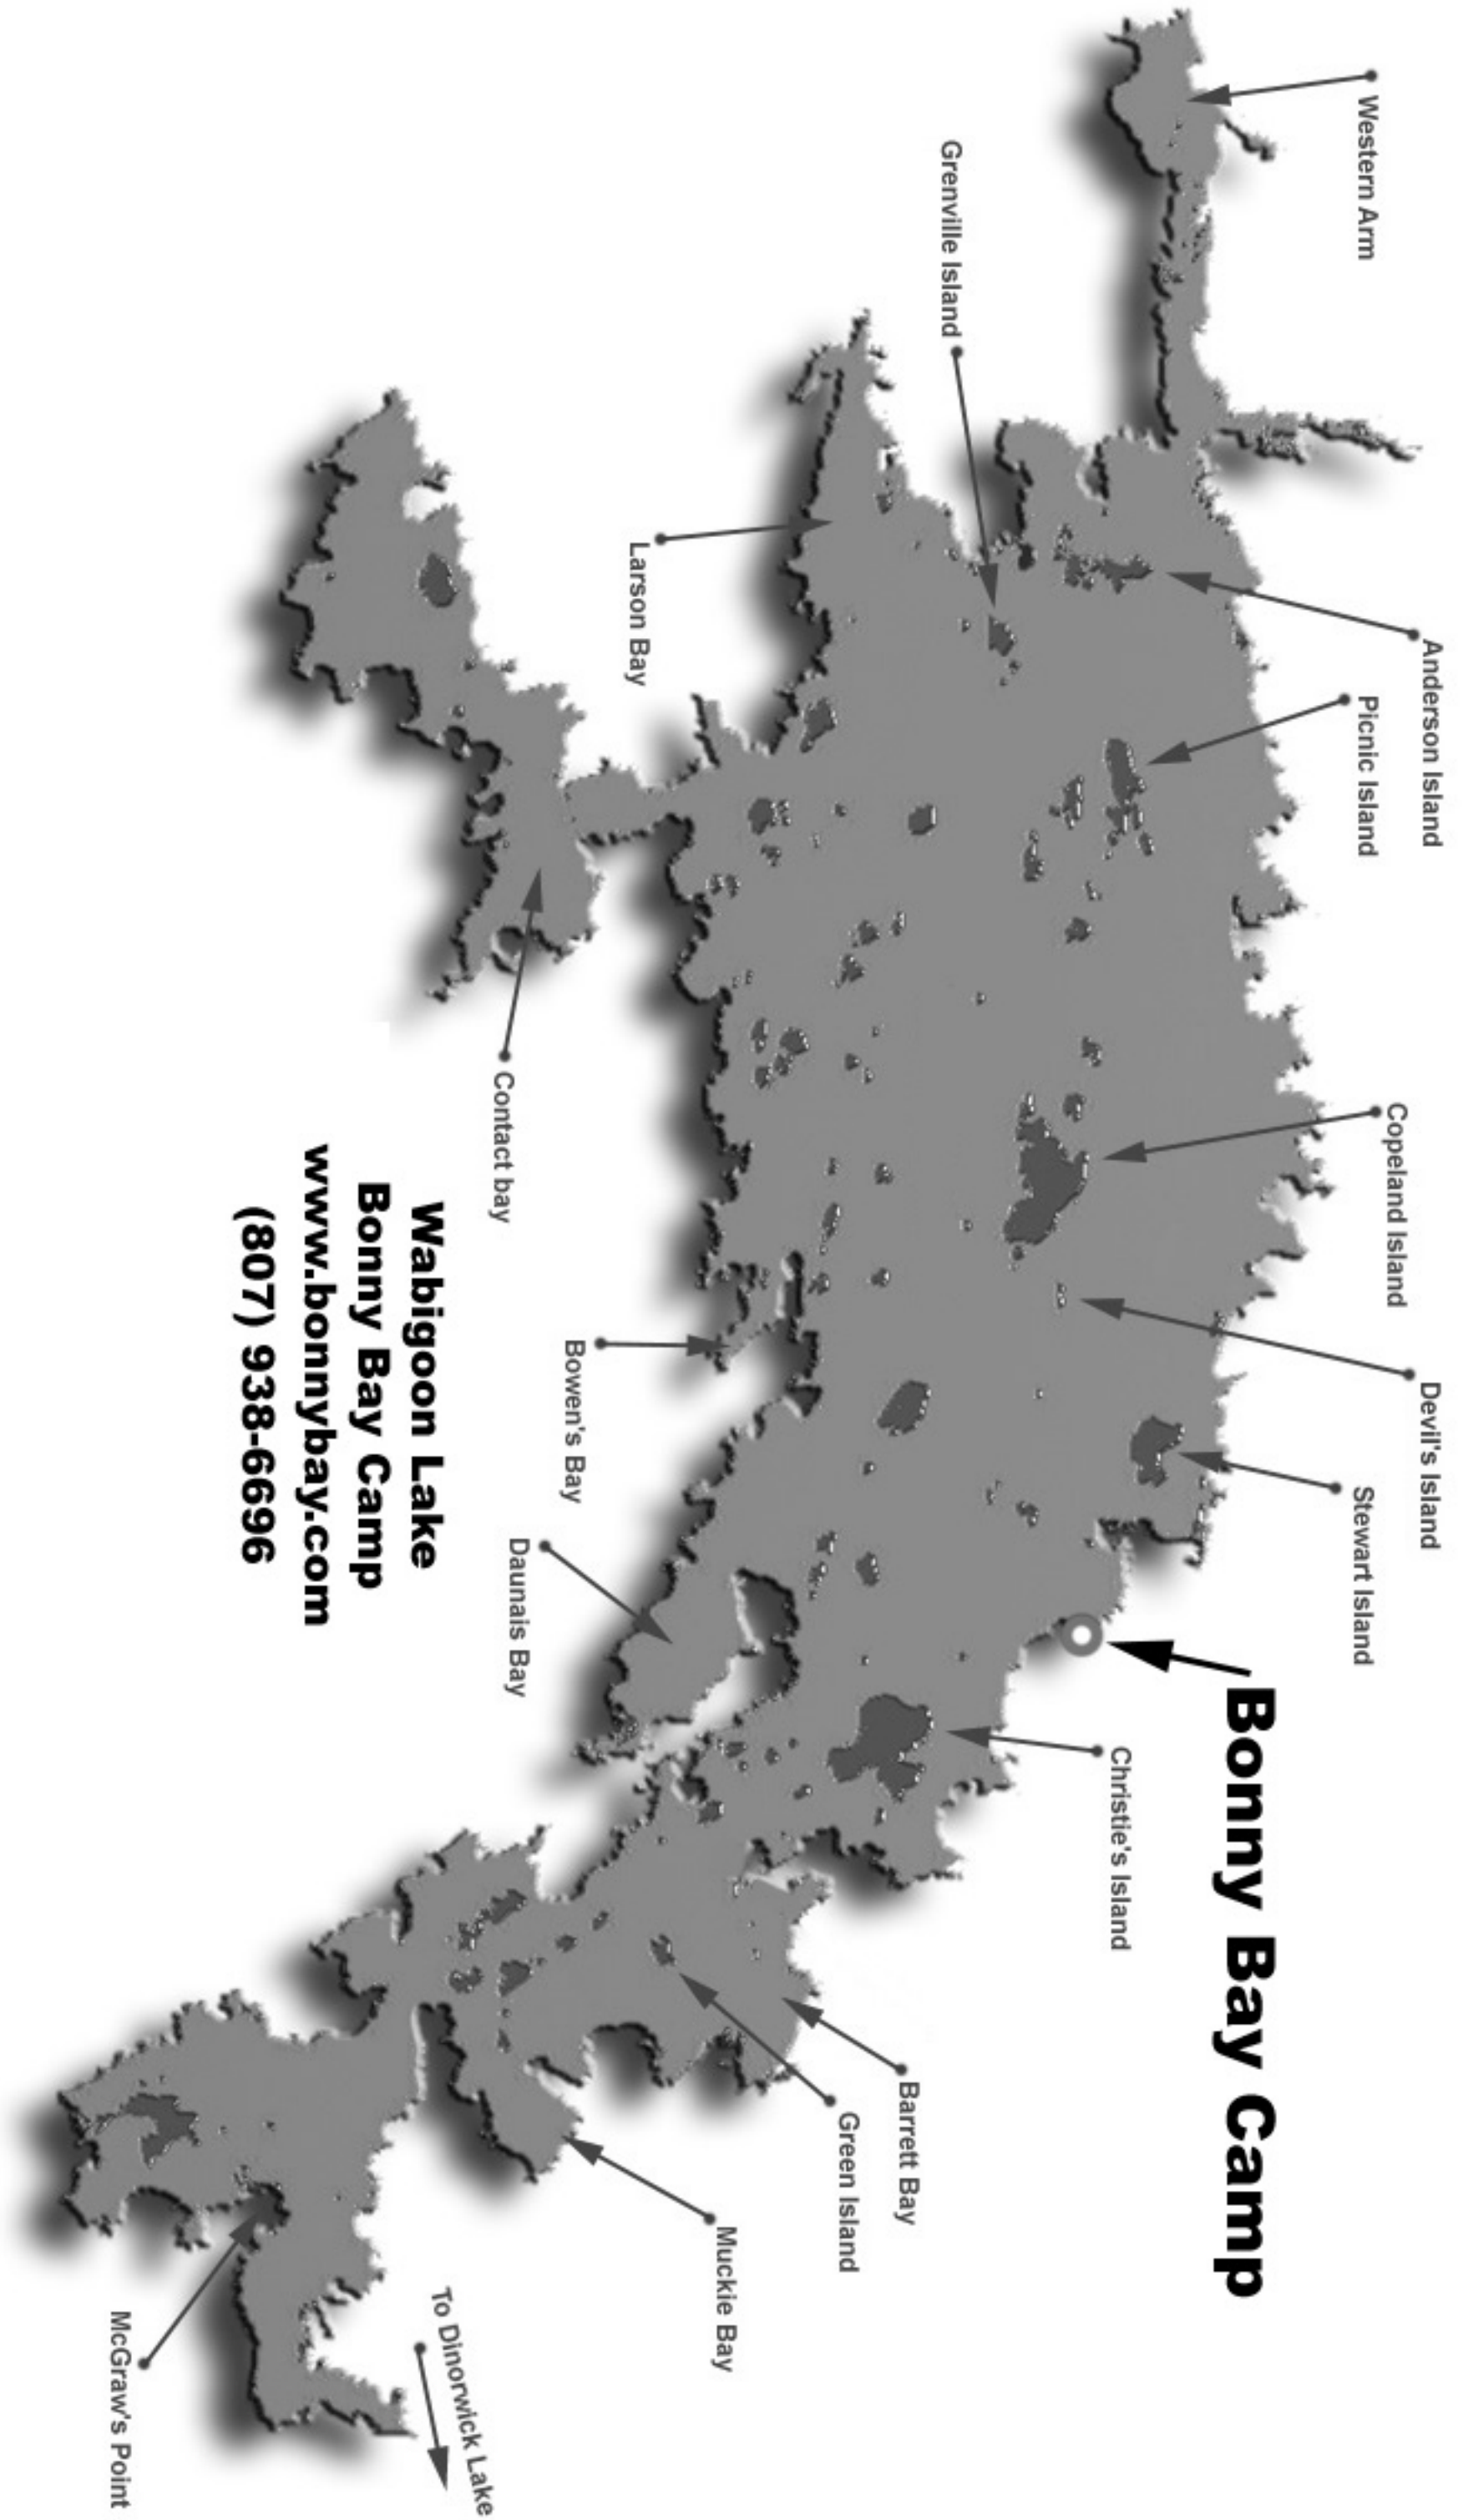 Western Arm
Anderson Island
Picnic Island
Copeland Island
Devil's Island
Stewart Island
Bonny Bay Camp
Grenville Island
Christie's Island
Barrett Bay
Green Island
Muckie Bay
Larson Bay
Contact bay
Bowen's Bay
Daunais Bay
To Dinorwick Lake
McGraw's Point
Wabigoon Lake
Bonny Bay Camp
www.bonnybay.com
(807) 938-6696